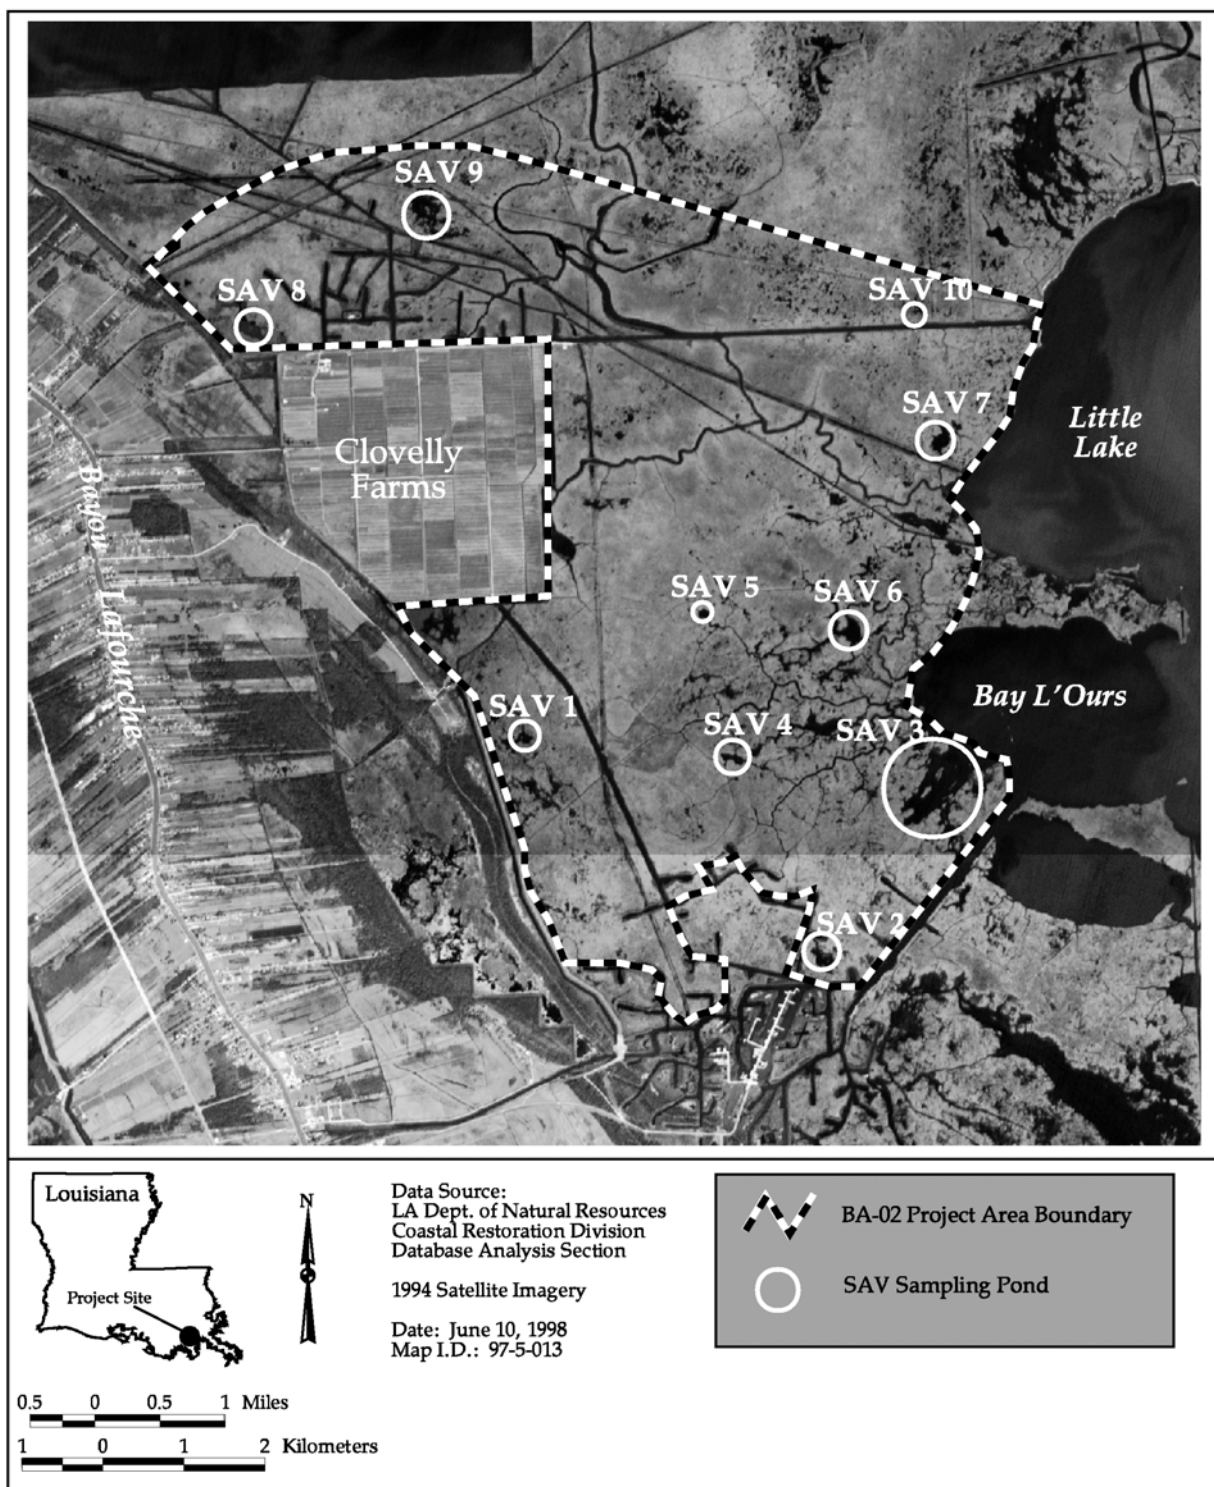 SAV 9
SAV 8
SAV 10
SAV 7
Little
Lake
Clovelly
Farms
Bayou Lafourche
SAV 5
SAV 6
SAV 1
SAV 4
SAV 3
Bay L'Ours
SAV 2
Louisiana
Project Site
N
Data Source:
LA Dept. of Natural Resources
Coastal Restoration Division
Database Analysis Section
1994 Satellite Imagery
Date: June 10, 1998
Map I.D.: 97-5-013
BA-02 Project Area Boundary
SAV Sampling Pond
0.5 0 0.5 1 Miles
1 0 1 2 Kilometers